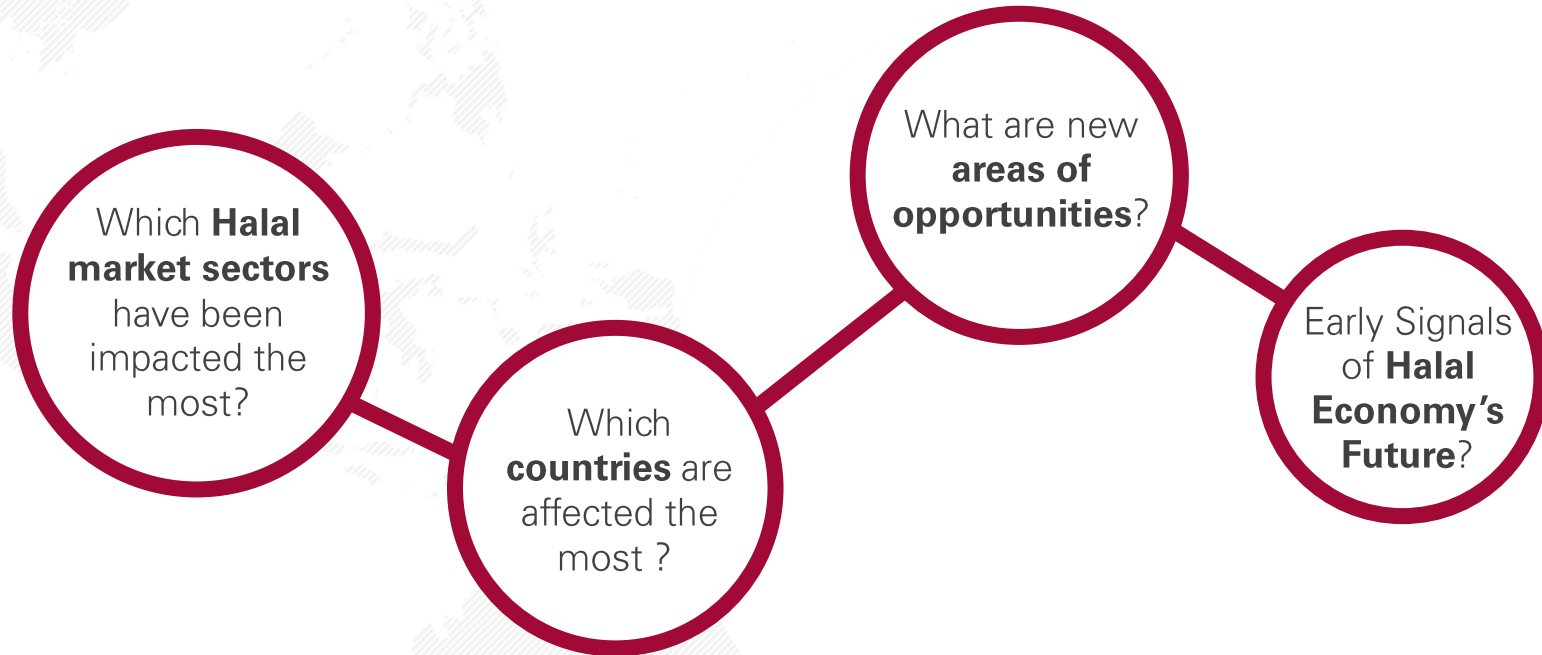 Which Halal
market sectors
have been
impacted the
most?
Which
countries are
affected the
most ?
What are new
areas of
opportunities?
Early Signals
of Halal
Economy's
Future?